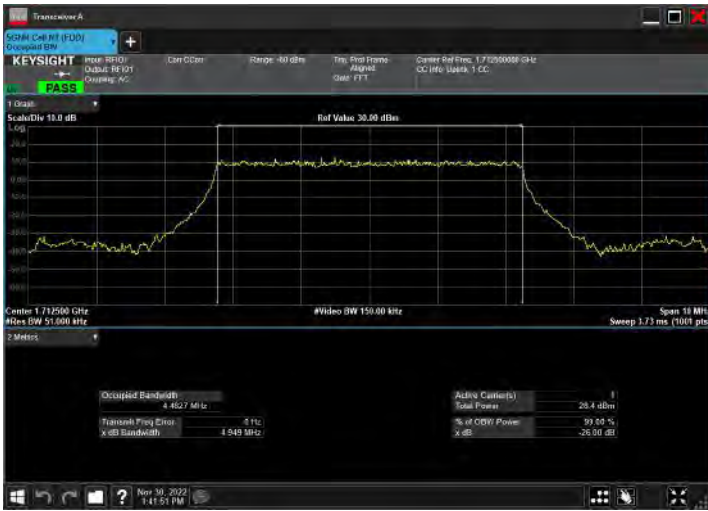 Transceiver A
5GNR Cell NT (FDD)
Occupied BW
KEYSIGHT
Input: RFIO1
Output: RFIO1
Coupling: AC
PASS
Corr CCorr
Range: -60 dBm
Trig: First Frame
Aligned
Gate: FFT
Center Ref Freq: 1.712500000 GHz
CC Info: Uplink, 1 CC
1 Graph
Scale/Div 10.0 dB
Ref Value 30.00 dBm
Log
Center 1.712500 GHz
#Video BW 150.00 kHz
Span 10 MHz
#Res BW 51.000 kHz
Sweep 3.73 ms (1001 pts
2 Metrics
Occupied Bandwidth
4.4827 MHz
Active Carrier(s)
1
Total Power
28.4 dBm
Transmit Freq Error
x dB Bandwidth
4.949 MHz
% of OBW Power
99.00 %
x dB
-26.00 dB
Nov 30, 2022
1:41:51 PM